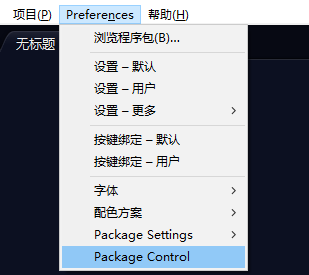 项目(P) Preferences 帮助(H)
无标题
浏览程序包(B)...
设置 – 默认
设置 – 用户
设置 – 更多
按键绑定 – 默认
按键绑定 – 用户
字体
配色方案
Package Settings
Package Control